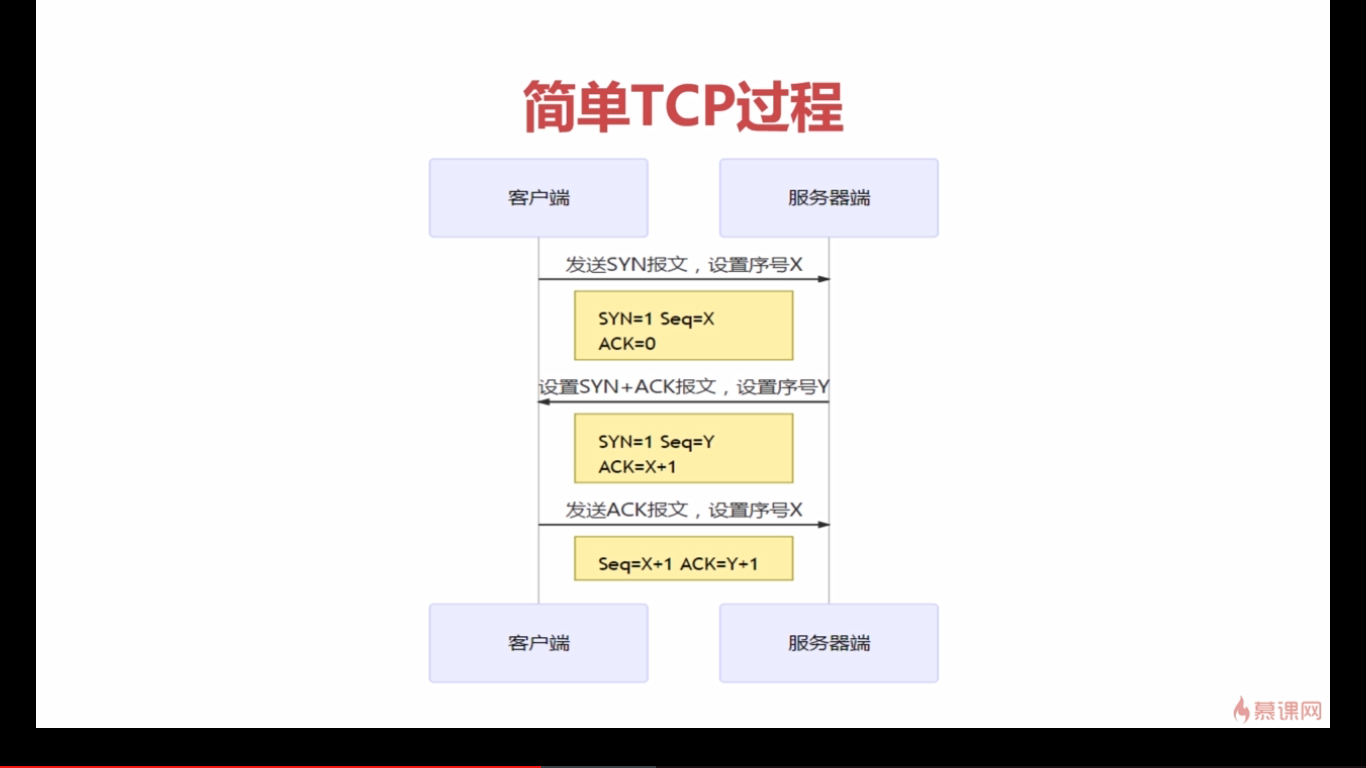 简单TCP过程
客户端
服务器端
发送SYN报文，设置序号X
SYN=1 Seq=X
ACK=0
设置SYN+ACK报文，设置序号Y
SYN=1 Seq=Y
ACK=X+1
发送ACK报文，设置序号X
Seq=X+1 ACK=Y+1
客户端
服务器端
慕课网